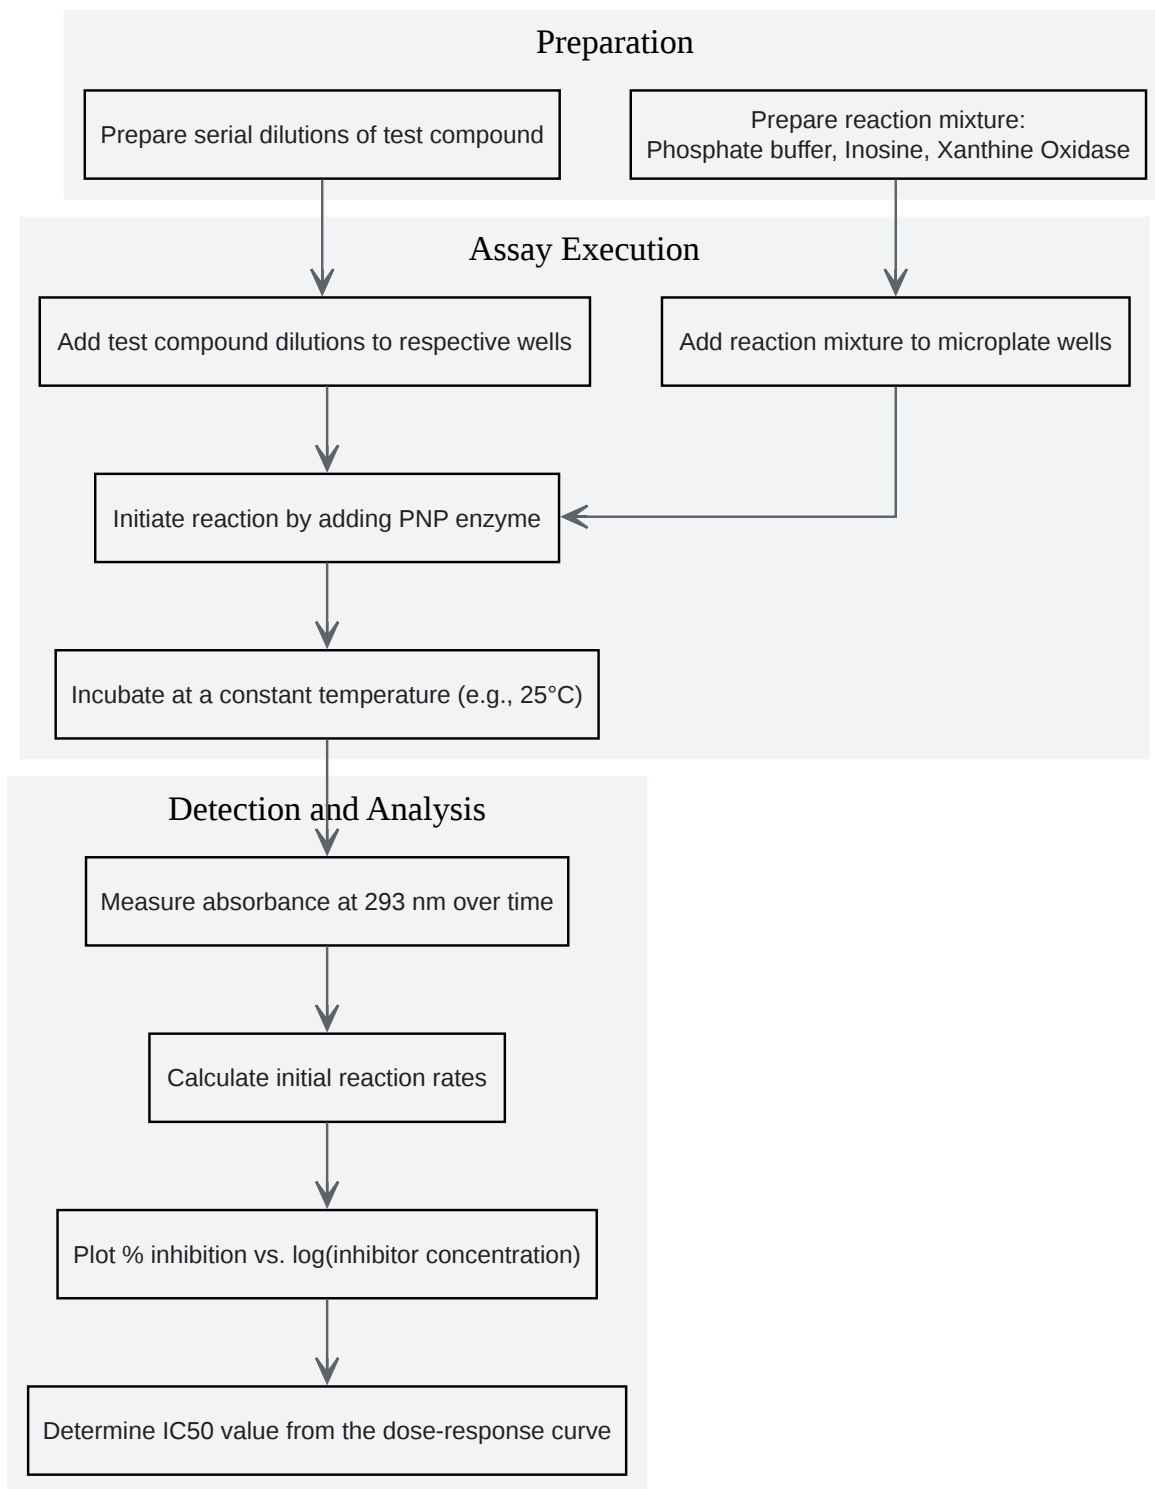 Preparation
Prepare serial dilutions of test compound
Prepare reaction mixture:
Phosphate buffer, Inosine, Xanthine Oxidase
Assay Execution
Add test compound dilutions to respective wells
Add reaction mixture to microplate wells
Initiate reaction by adding PNP enzyme
Incubate at a constant temperature (e.g., 25°C)
Detection and Analysis
Measure absorbance at 293 nm over time
Calculate initial reaction rates
Plot % inhibition vs. log(inhibitor concentration)
Determine IC50 value from the dose-response curve